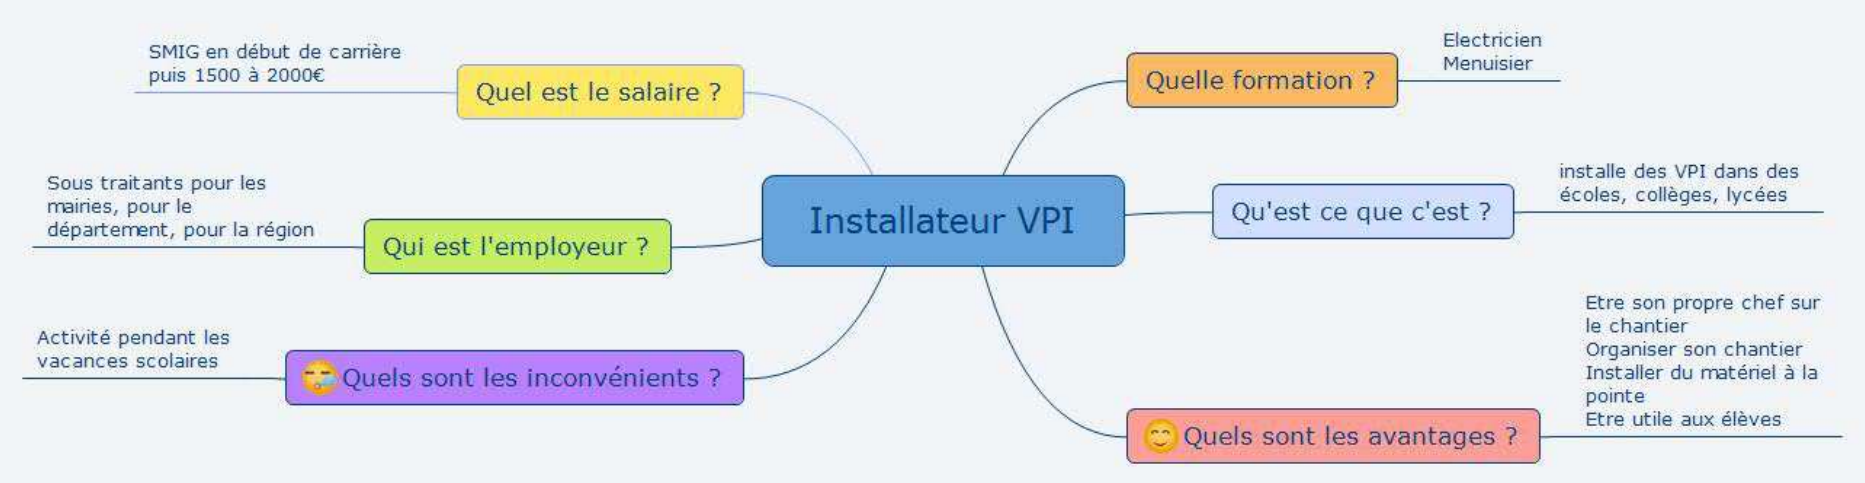 SMIG en début de carrière
puis 1500 à 2000€
Quel est le salaire ?
Sous traitants pour les
mairies, pour le
département, pour la région
Qui est l'employeur ?
Activité pendant les
vacances scolaires
Quels sont les inconvénients ?
Installateur VPI
Electricien
Menuisier
Quelle formation ?
installe des VPI dans des
écoles, collèges, lycées
Qu'est ce que c'est ?
Etre son propre chef sur
le chantier
Organiser son chantier
Installer du matériel à la
pointe
Etre utile aux élèves
Quels sont les avantages ?